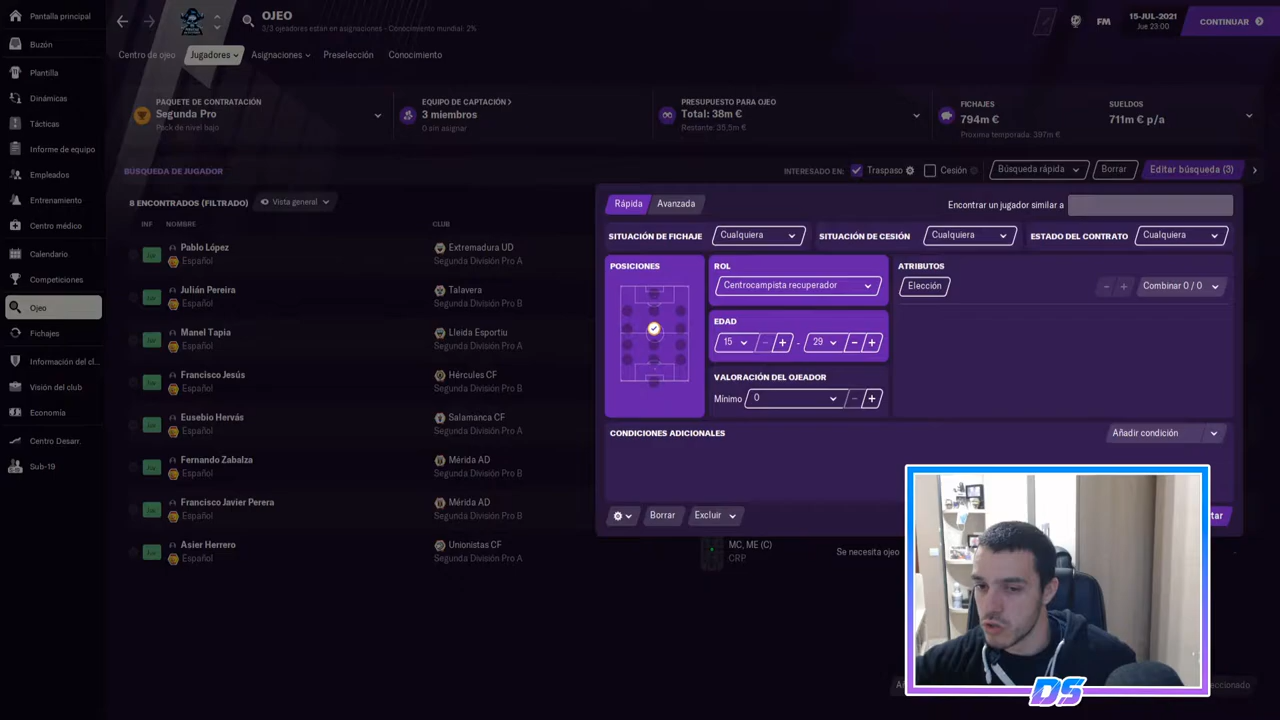 Pantalla principal
Buzón
Plantilla
Dinámicas
Tácticas
Informe de equipo
Empleados
Entrenamiento
Centro médico
Calendario
Competiciones
Ojeo
Fichajes
Información del cl...
Visión del club
Economía
Centro Desarr.
Sub-19
OJEO
3/3 ojeadores están en asignaciones - Conocimiento mundial: 2%
FM
15-JUL-2021
Jue 23:00
CONTINUAR
Centro de ojeo
Jugadores
Asignaciones
Preselección
Conocimiento
PAQUETE DE CONTRATACIÓN
Segunda Pro
Pack de nivel bajo
EQUIPO DE CAPTACIÓN >
3 miembros
0 sin asignar
PRESUPUESTO PARA OJEO
Total: 38m €
Restante: 35,5m €
FICHAJES
794m €
Próxima temporada: 397m €
SUELDOS
711m € p/a
BÚSQUEDA DE JUGADOR
INTERESADO EN:
Traspaso
Cesión
Búsqueda rápida
Borrar
Editar búsqueda (3)
8 ENCONTRADOS (FILTRADO)
Vista general
INF
NOMBRE
CLUB
Jur
Pablo López
Español
Extremadura UD
Segunda División Pro A
Jur
Julián Pereira
Español
Talavera
Segunda División Pro B
Jur
Manel Tapia
Español
Lleida Esportiu
Segunda División Pro B
Jur
Francisco Jesús
Español
Hércules CF
Segunda División Pro B
Jur
Eusebio Hervás
Español
Salamanca CF
Segunda División Pro A
Jur
Fernando Zabalza
Español
Mérida AD
Segunda División Pro B
Jur
Francisco Javier Perera
Español
Mérida AD
Segunda División Pro B
Jur
Asier Herrero
Español
Unionistas CF
Segunda División Pro A
MC, ME (C)
CRP
Se necesita ojeo
Rápida
Avanzada
Encontrar un jugador similar a
SITUACIÓN DE FICHAJE
Cualquiera
SITUACIÓN DE CESIÓN
Cualquiera
ESTADO DEL CONTRATO
Cualquiera
POSICIONES
ROL
Centrocampista recuperador
EDAD
15
-
+
-
29
-
+
VALORACIÓN DEL OJEADOR
Mínimo
0
-
+
ATRIBUTOS
Elección
-
+
Combinar 0 / 0
CONDICIONES ADICIONALES
Añadir condición
Borrar
Excluir
tar
DS